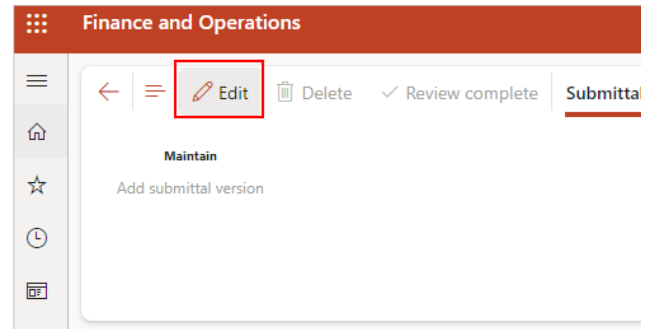 Finance and Operations
Edit Delete Review complete Submittal
Maintain
Add submittal version